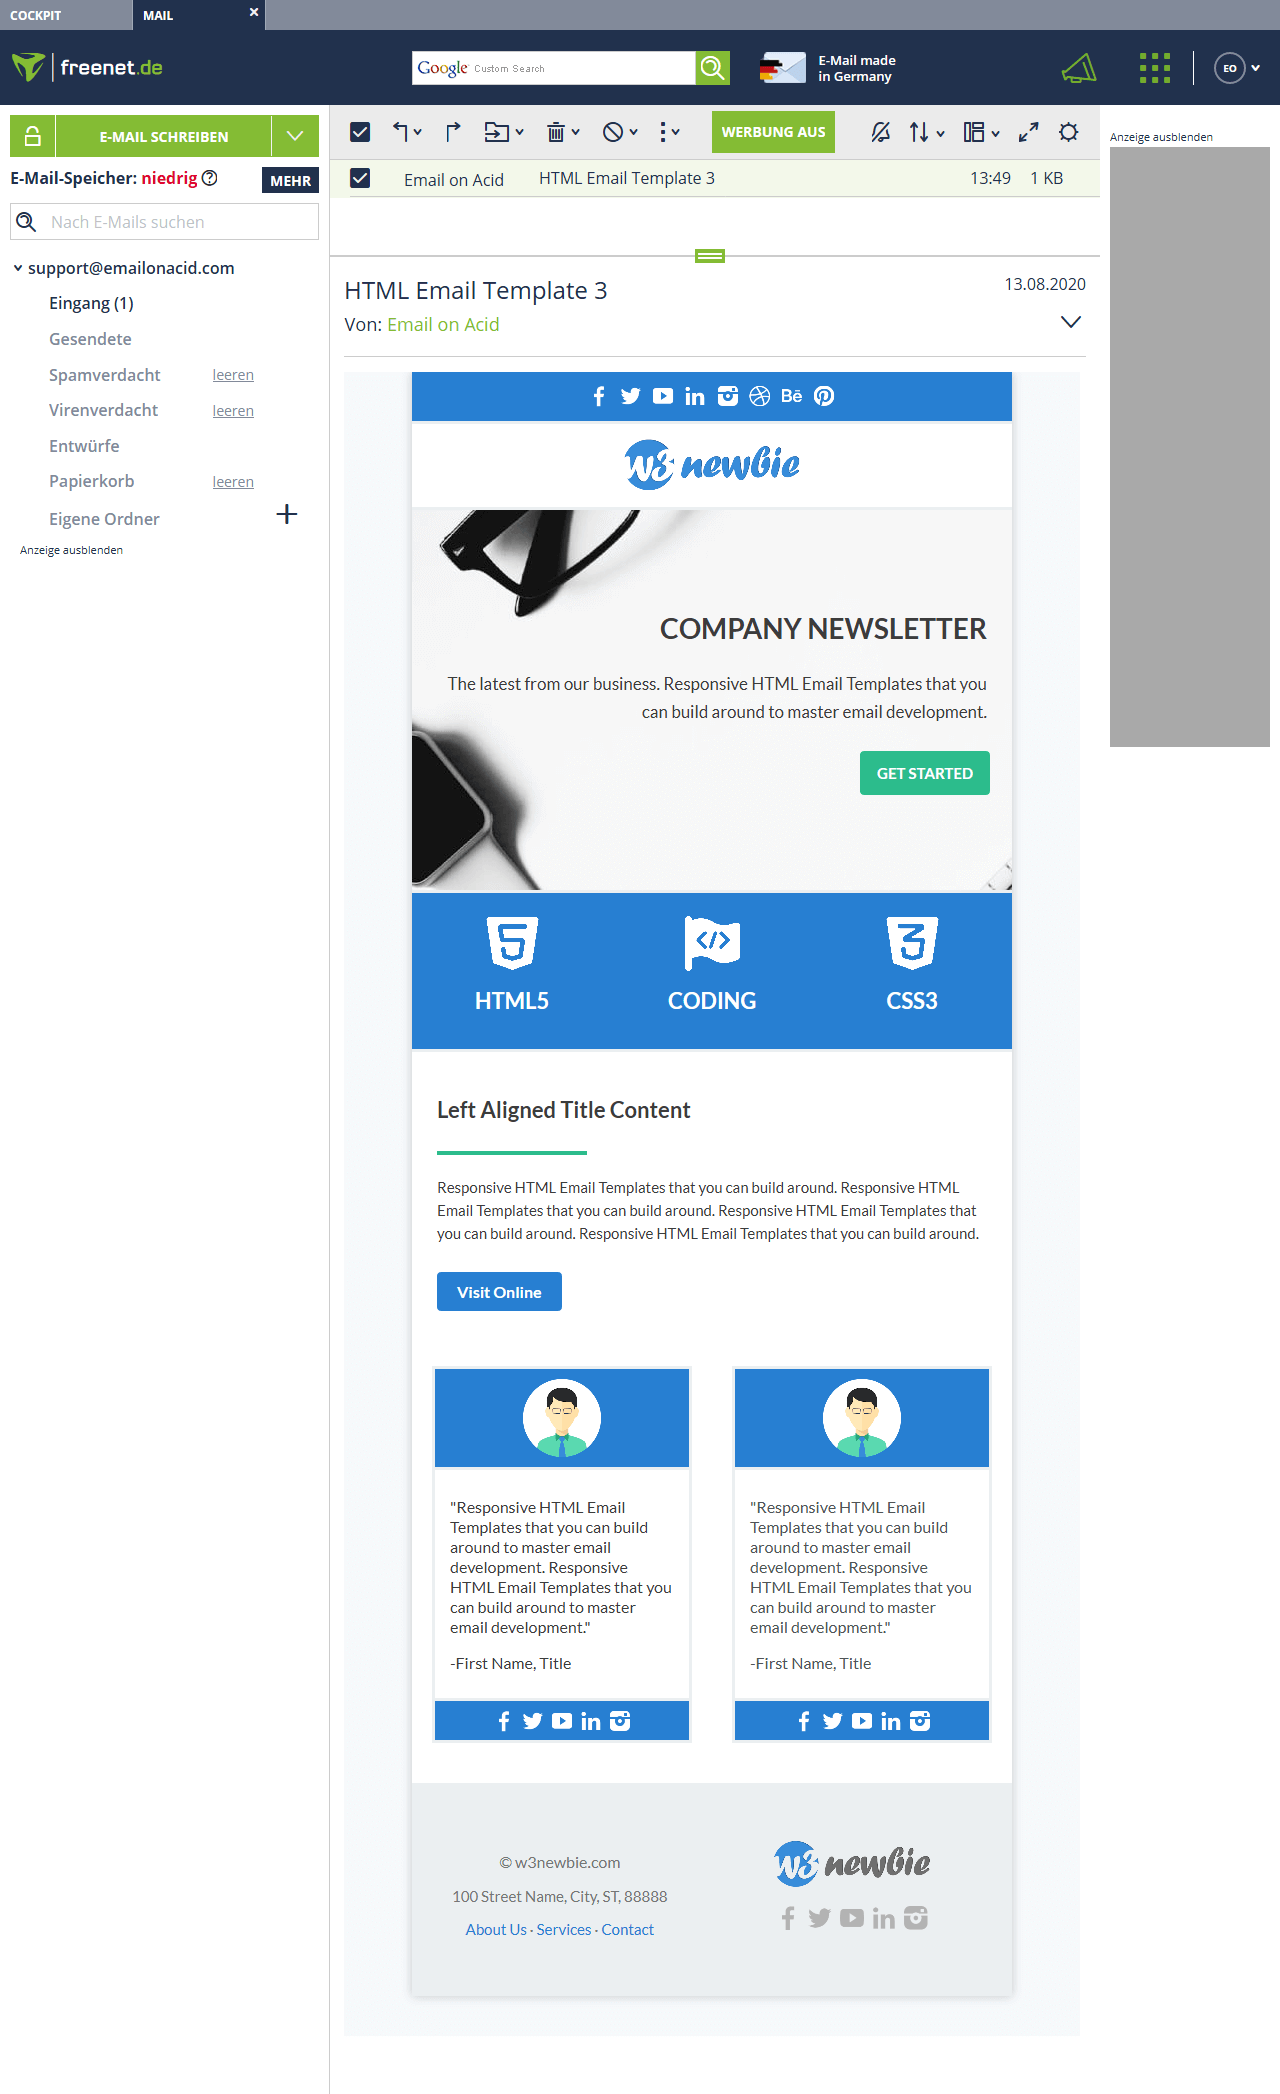 COCKPIT
MAIL
freenet.de
Google Custom Search
E-Mail made
in Germany
EO
E-MAIL SCHREIBEN
WERBUNG AUS
Anzeige ausblenden
E-Mail-Speicher: niedrig
MEHR
Email on Acid HTML Email Template 3 13:49 1 KB
Nach E-Mails suchen
support@emailonacid.com
Eingang (1)
Gesendete
Spamverdacht leeren
Virenverdacht leeren
Entwürfe
Papierkorb leeren
Eigene Ordner
Anzeige ausblenden
HTML Email Template 3
13.08.2020
Von: Email on Acid
Bē
w3 newbie
COMPANY NEWSLETTER
The latest from our business. Responsive HTML Email Templates that you
can build around to master email development.
GET STARTED
HTML5
CODING
CSS3
Left Aligned Title Content
Responsive HTML Email Templates that you can build around. Responsive HTML
Email Templates that you can build around. Responsive HTML Email Templates that
you can build around. Responsive HTML Email Templates that you can build around.
Visit Online
"Responsive HTML Email
Templates that you can build
around to master email
development. Responsive
HTML Email Templates that you
can build around to master
email development."
-First Name, Title
"Responsive HTML Email
Templates that you can build
around to master email
development. Responsive
HTML Email Templates that you
can build around to master
email development."
-First Name, Title
© w3newbie.com
100 Street Name, City, ST, 88888
About Us · Services · Contact
w3 newbie